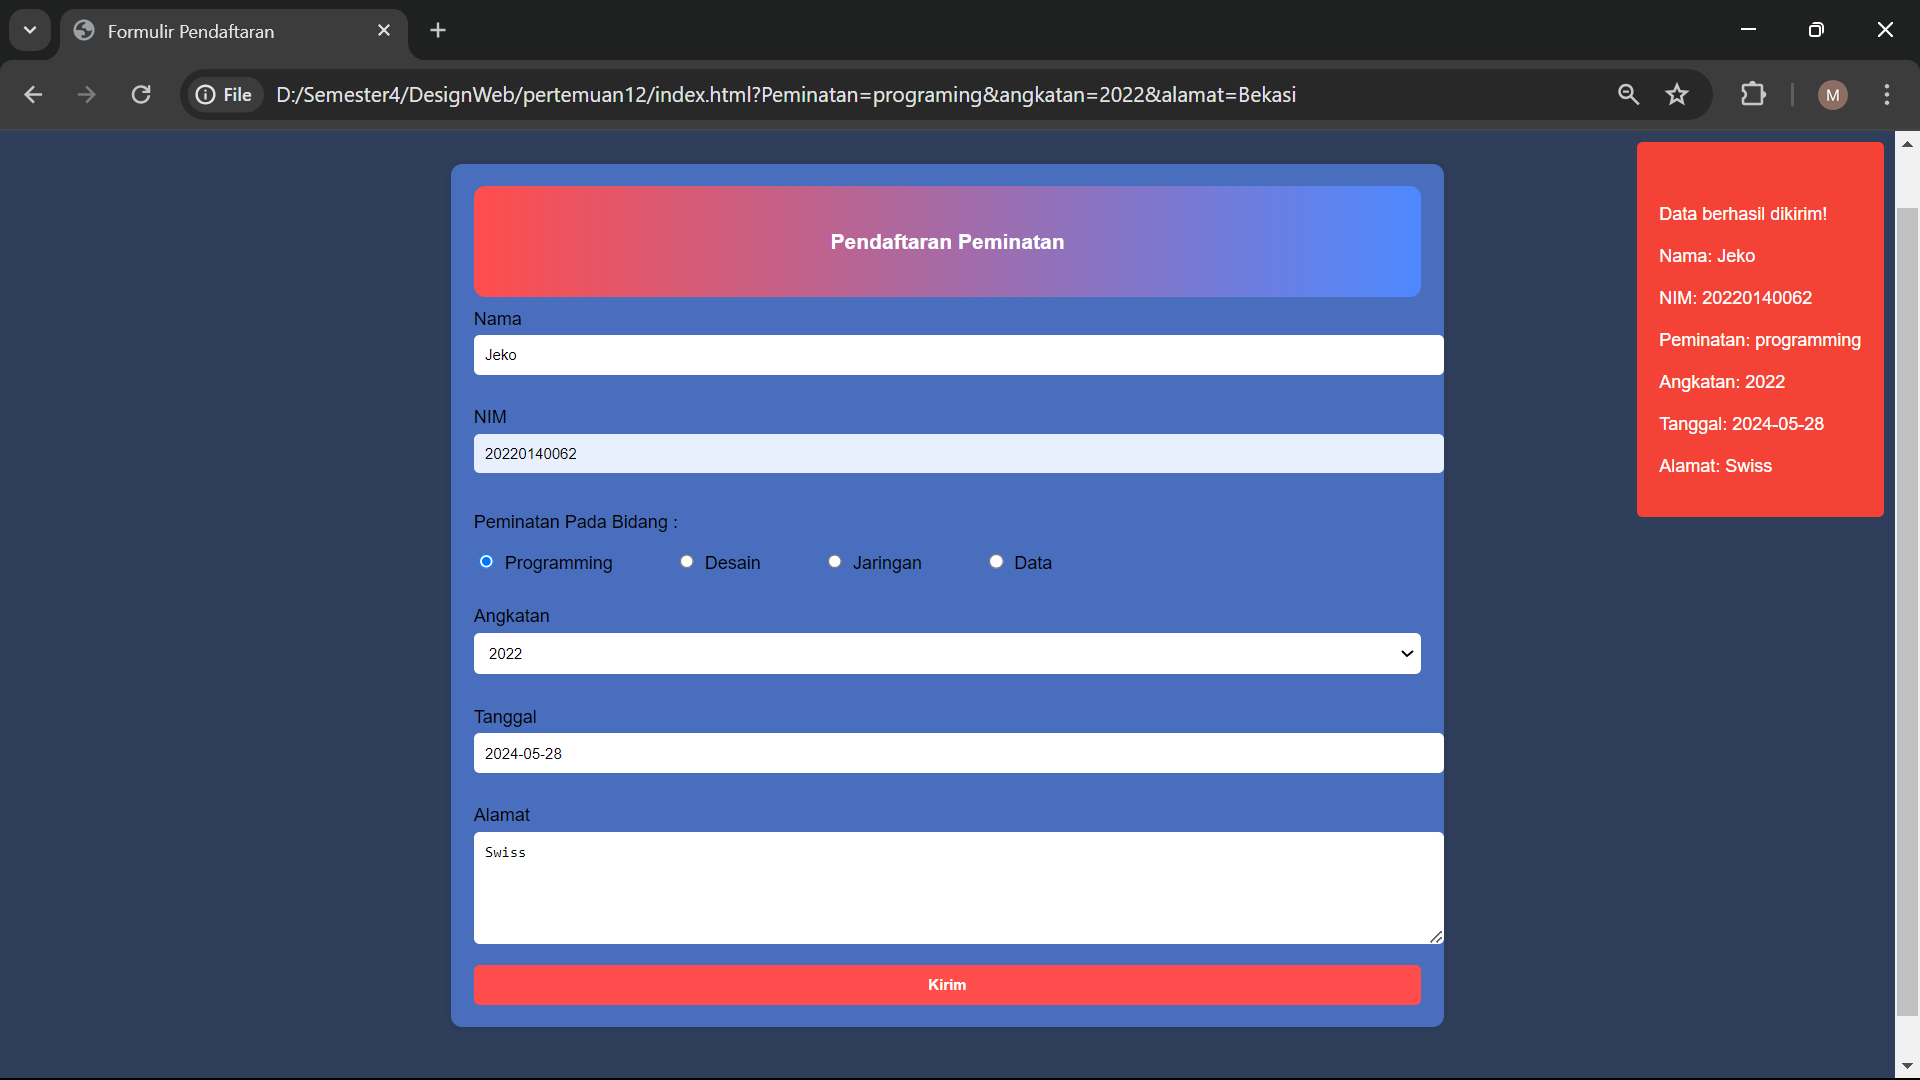 Formulir Pendaftaran
File D:/Semester4/DesignWeb/pertemuan12/index.html?Peminatan=programing&angkatan=2022&alamat=Bekasi
M
Pendaftaran Peminatan
Nama
Jeko
NIM
20220140062
Peminatan Pada Bidang :
Programming Desain Jaringan Data
Angkatan
2022
Tanggal
2024-05-28
Alamat
Swiss
Kirim
Data berhasil dikirim!
Nama: Jeko
NIM: 20220140062
Peminatan: programming
Angkatan: 2022
Tanggal: 2024-05-28
Alamat: Swiss